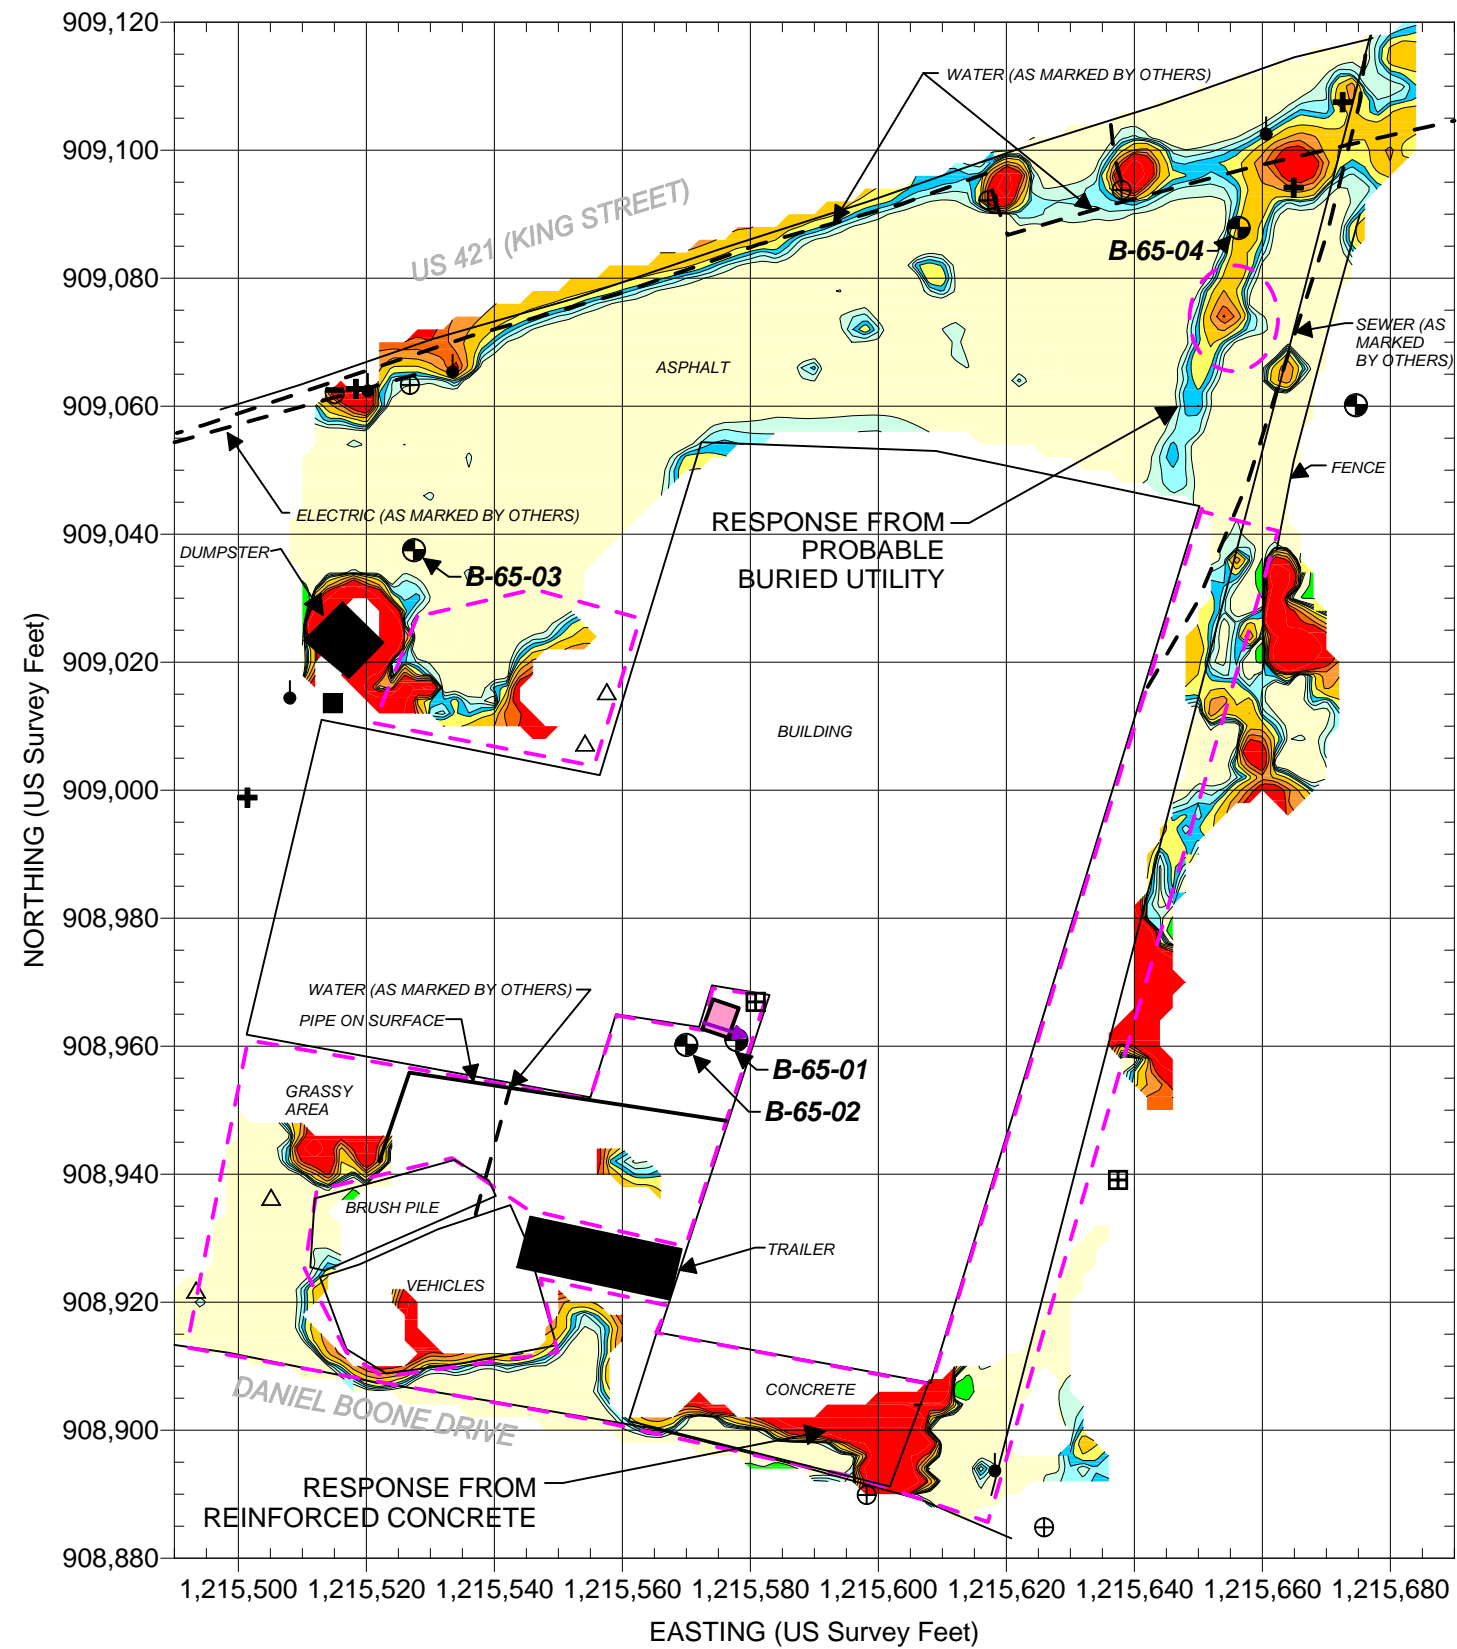 909,120
909,100
909,080
909,060
909,040
909,020
909,000
908,980
908,960
908,940
908,920
908,900
908,880
NORTHING (US Survey Feet)
WATER (AS MARKED BY OTHERS)
US 421 (KING STREET)
B-65-04
SEWER (AS
MARKED
BY OTHERS)
ASPHALT
FENCE
ELECTRIC (AS MARKED BY OTHERS)
RESPONSE FROM
PROBABLE
BURIED UTILITY
DUMPSTER
B-65-03
BUILDING
WATER (AS MARKED BY OTHERS)
PIPE ON SURFACE
GRASSY
AREA
B-65-01
B-65-02
BRUSH PILE
TRAILER
VEHICLES
CONCRETE
DANIEL BOONE DRIVE
RESPONSE FROM
REINFORCED CONCRETE
1,215,500 1,215,520 1,215,540 1,215,560 1,215,580 1,215,600 1,215,620 1,215,640 1,215,660 1,215,680
EASTING (US Survey Feet)